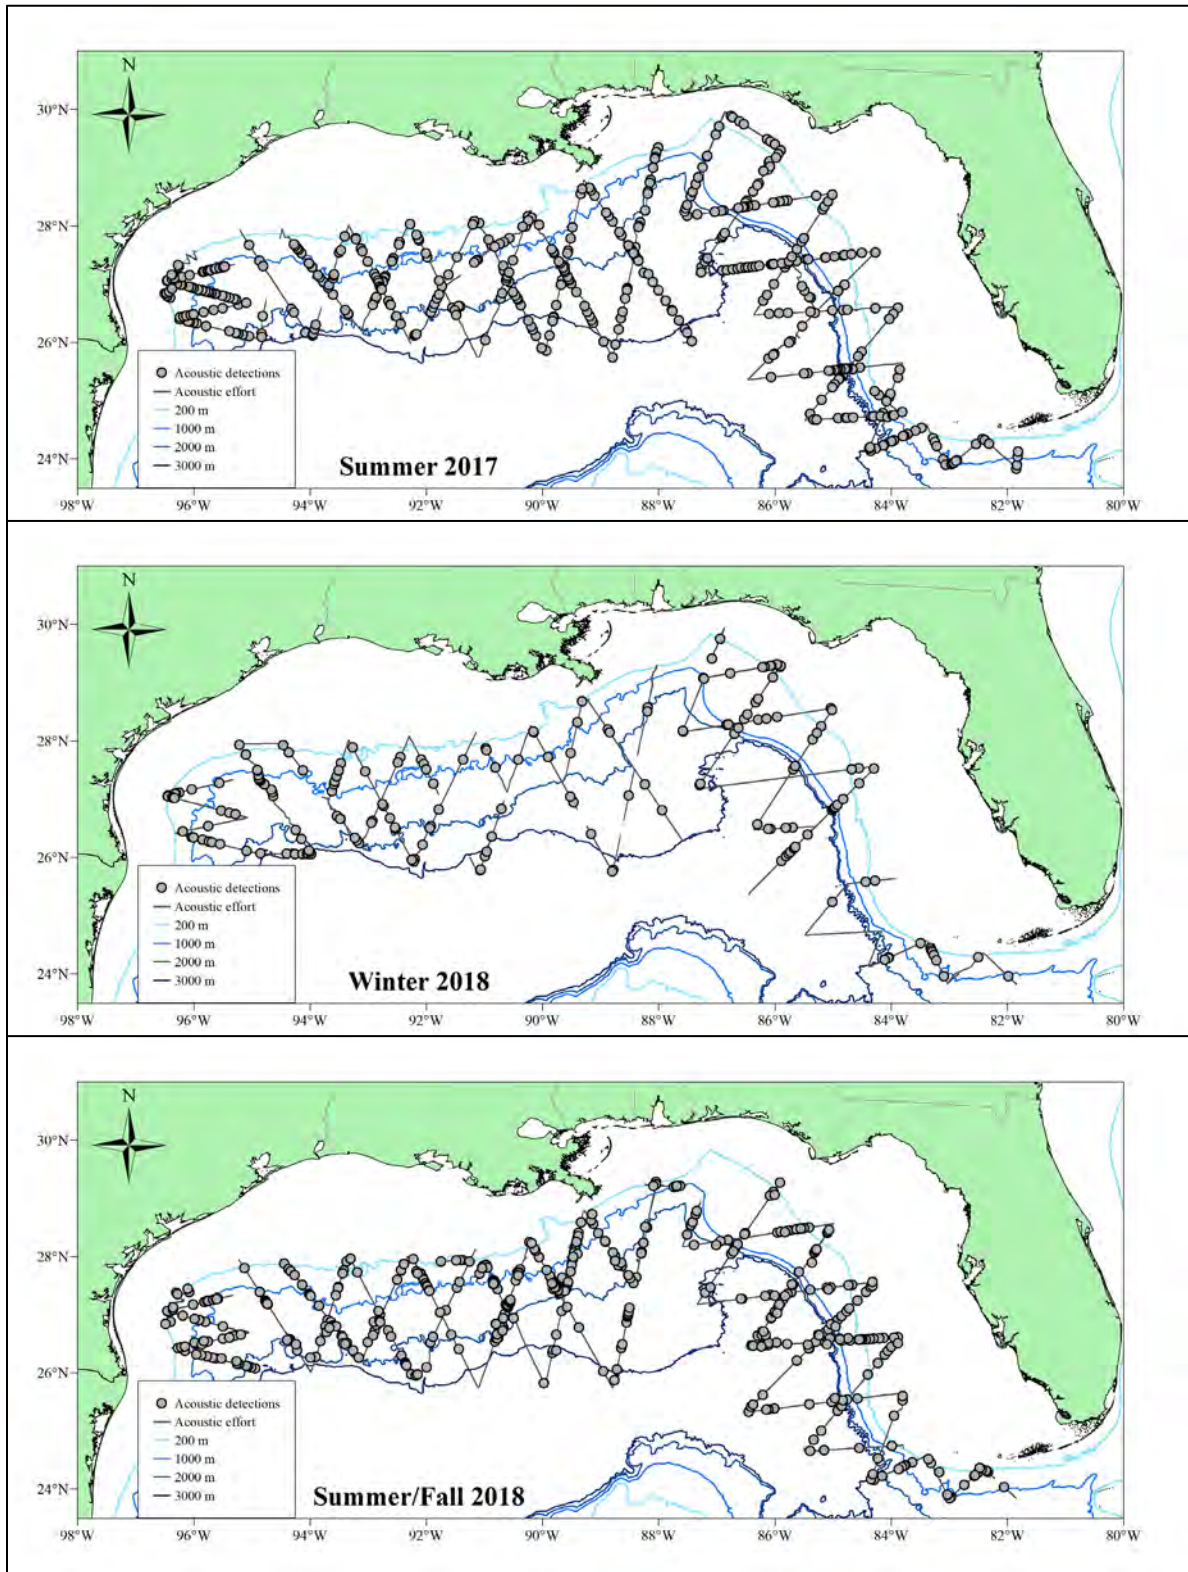 N
30°N
28°N
26°N
24°N
Acoustic detections
Acoustic effort
200 m
1000 m
2000 m
3000 m
Summer 2017
98°W 96°W 94°W 92°W 90°W 88°W 86°W 84°W 82°W 80°W
N
30°N
28°N
26°N
24°N
Acoustic detections
Acoustic effort
200 m
1000 m
2000 m
3000 m
Winter 2018
98°W 96°W 94°W 92°W 90°W 88°W 86°W 84°W 82°W 80°W
N
30°N
28°N
26°N
24°N
Acoustic detections
Acoustic effort
200 m
1000 m
2000 m
3000 m
Summer/Fall 2018
98°W 96°W 94°W 92°W 90°W 88°W 86°W 84°W 82°W 80°W